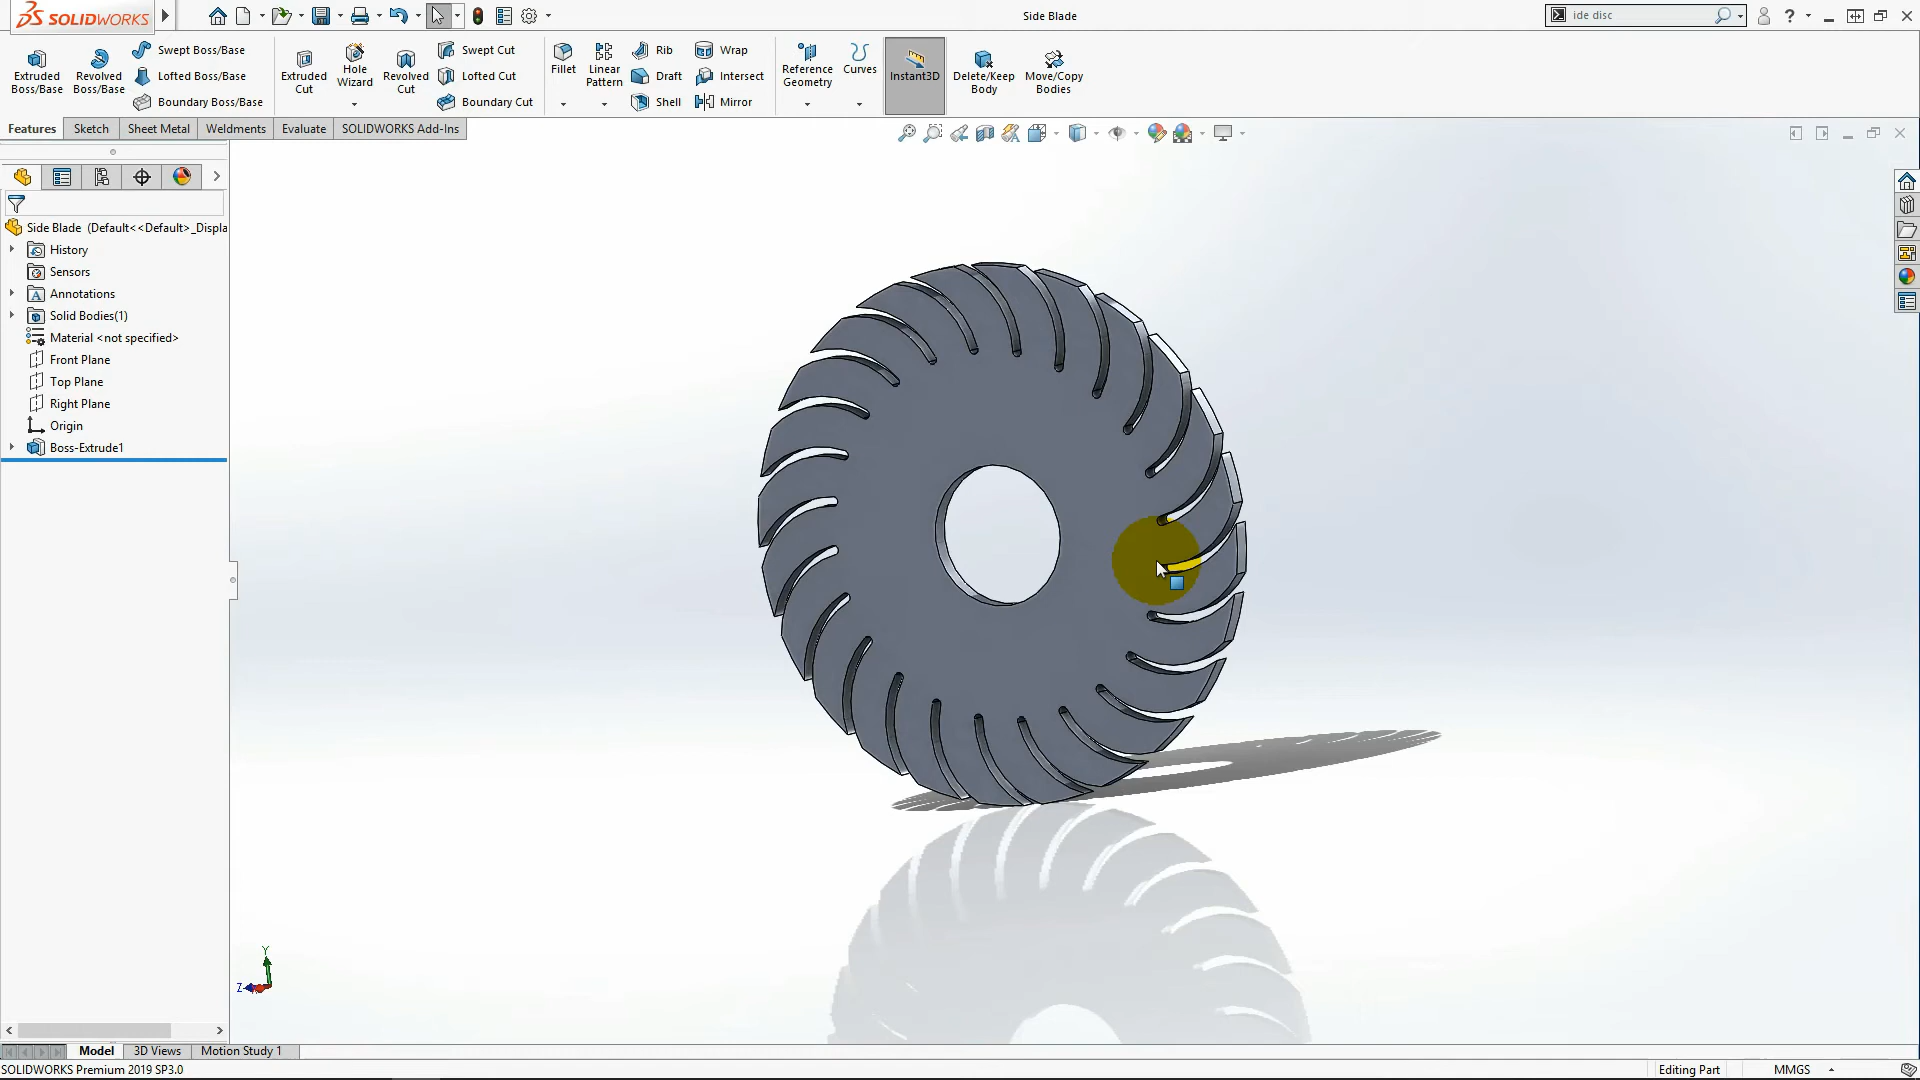 SOLIDWORKS
Side Blade
ide disc
Extruded Boss/Base
Revolved Boss/Base
Swept Boss/Base
Lofted Boss/Base
Boundary Boss/Base
Extruded Cut
Hole Wizard
Revolved Cut
Swept Cut
Lofted Cut
Boundary Cut
Fillet
Linear Pattern
Rib
Draft
Shell
Wrap
Intersect
Mirror
Reference Geometry
Curves
Instant3D
Delete/Keep Body
Move/Copy Bodies
Features
Sketch
Sheet Metal
Weldments
Evaluate
SOLIDWORKS Add-Ins
Side Blade (Default<<Default>_Displa
History
Sensors
Annotations
Solid Bodies(1)
Material <not specified>
Front Plane
Top Plane
Right Plane
Origin
Boss-Extrude1
Y
Z
Model
3D Views
Motion Study 1
SOLIDWORKS Premium 2019 SP3.0
Editing Part
MMGS